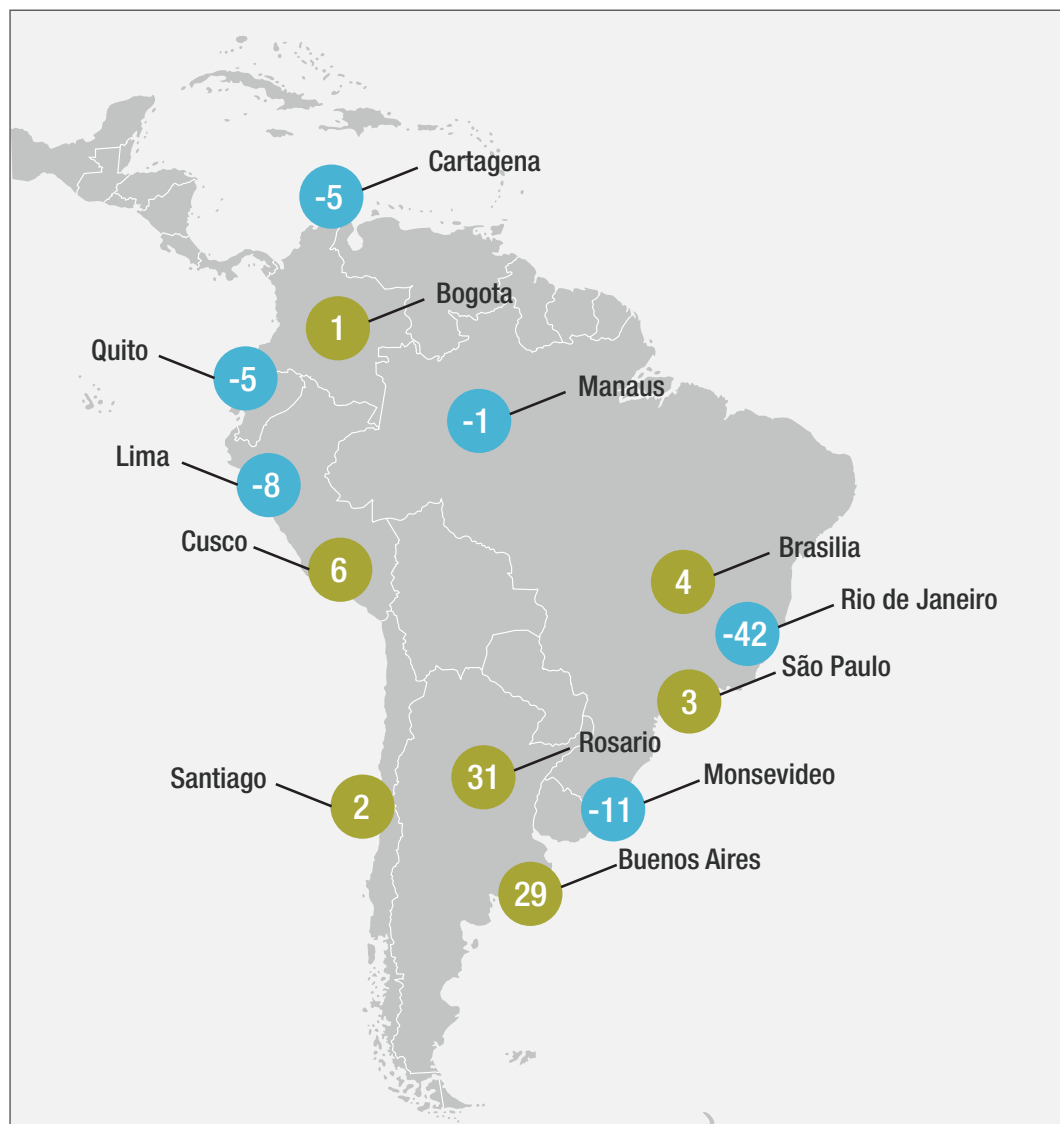 Cartagena
-5
Bogota
1
Quito
-5
Manaus
-1
Lima
-8
Cusco
6
Brasilia
4
Rio de Janeiro
-42
São Paulo
3
Rosario
31
Santiago
2
Monsevideo
-11
Buenos Aires
29